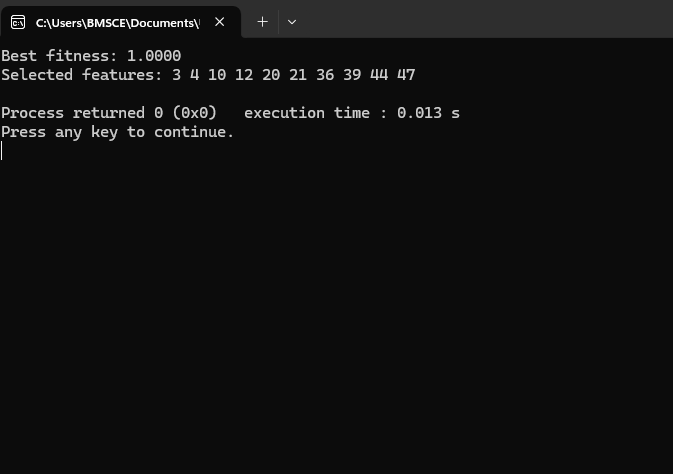 C:\Users\BMSCE\Documents\
Best fitness: 1.0000
Selected features: 3 4 10 12 20 21 36 39 44 47
Process returned 0 (0x0)   execution time : 0.013 s
Press any key to continue.